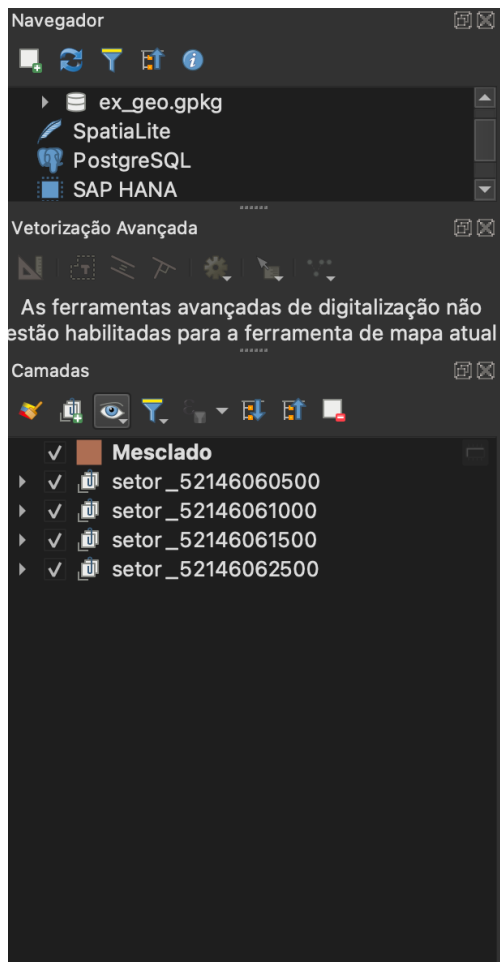 Navegador
ex_geo.gpkg
SpatiaLite
PostgreSQL
SAP HANA
Vetorização Avançada
As ferramentas avançadas de digitalização não
estão habilitadas para a ferramenta de mapa atual
Camadas
Mesclado
setor_52146060500
setor_52146061000
setor_52146061500
setor_52146062500